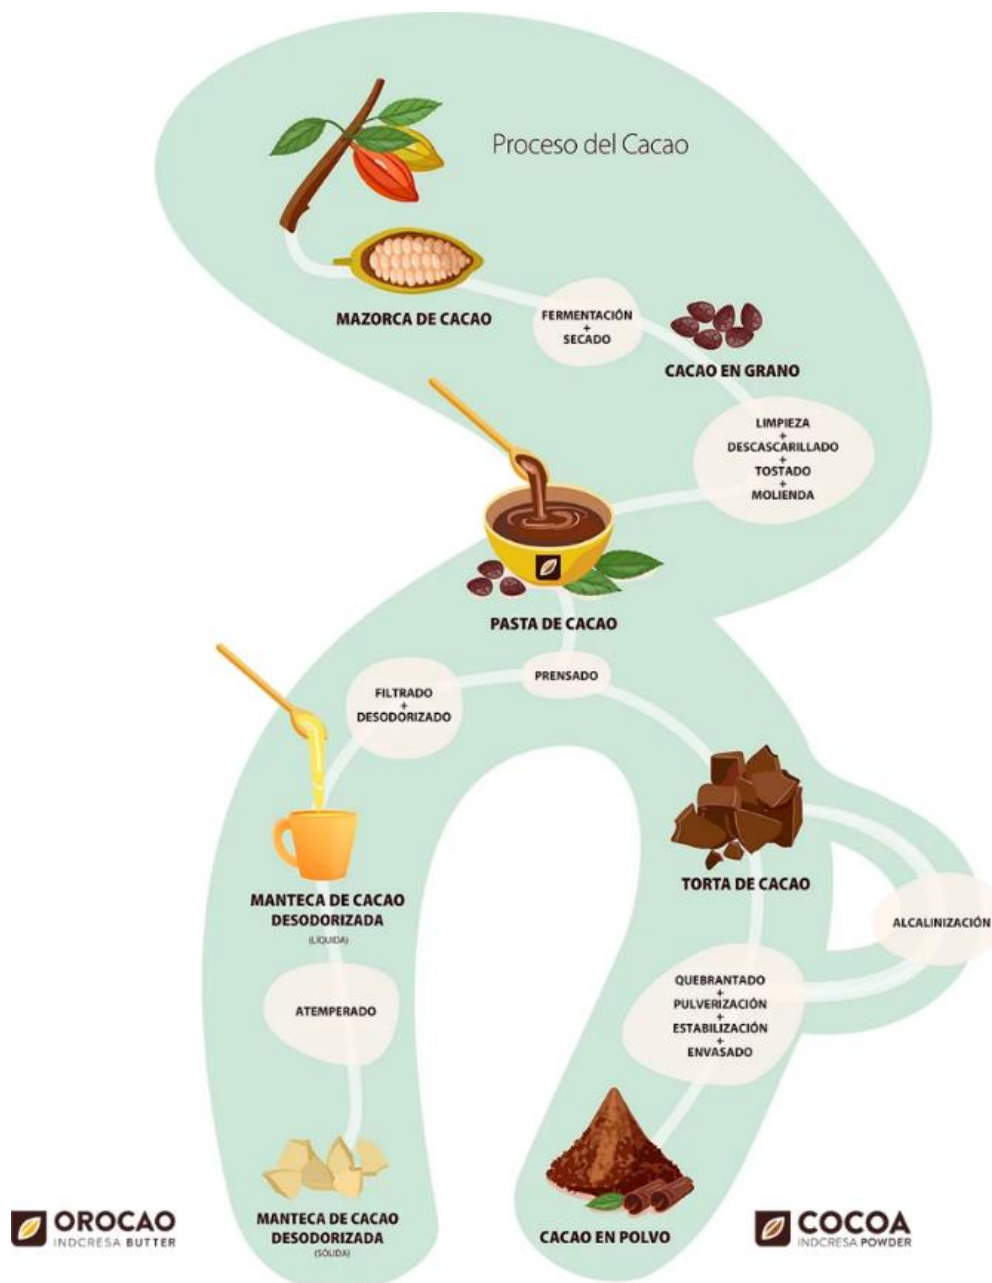 Proceso del Cacao
MAZORCA DE CACAO
FERMENTACIÓN
+
SECADO
CACAO EN GRANO
LIMPIEZA
+
DESCASCARILLADO
+
TOSTADO
+
MOLIENDA
PASTA DE CACAO
PRENSADO
FILTRADO
+
DESODORIZADO
MANTECA DE CACAO
DESODORIZADA
(LÍQUIDA)
ATEMPERADO
MANTECA DE CACAO
DESODORIZADA
(SÓLIDA)
TORTA DE CACAO
ALCALINIZACIÓN
QUEBRANTADO
+
PULVERIZACIÓN
+
ESTABILIZACIÓN
+
ENVASADO
CACAO EN POLVO
OROCAO
INDCRESA BUTTER
COCOA
INDCRESA POWDER